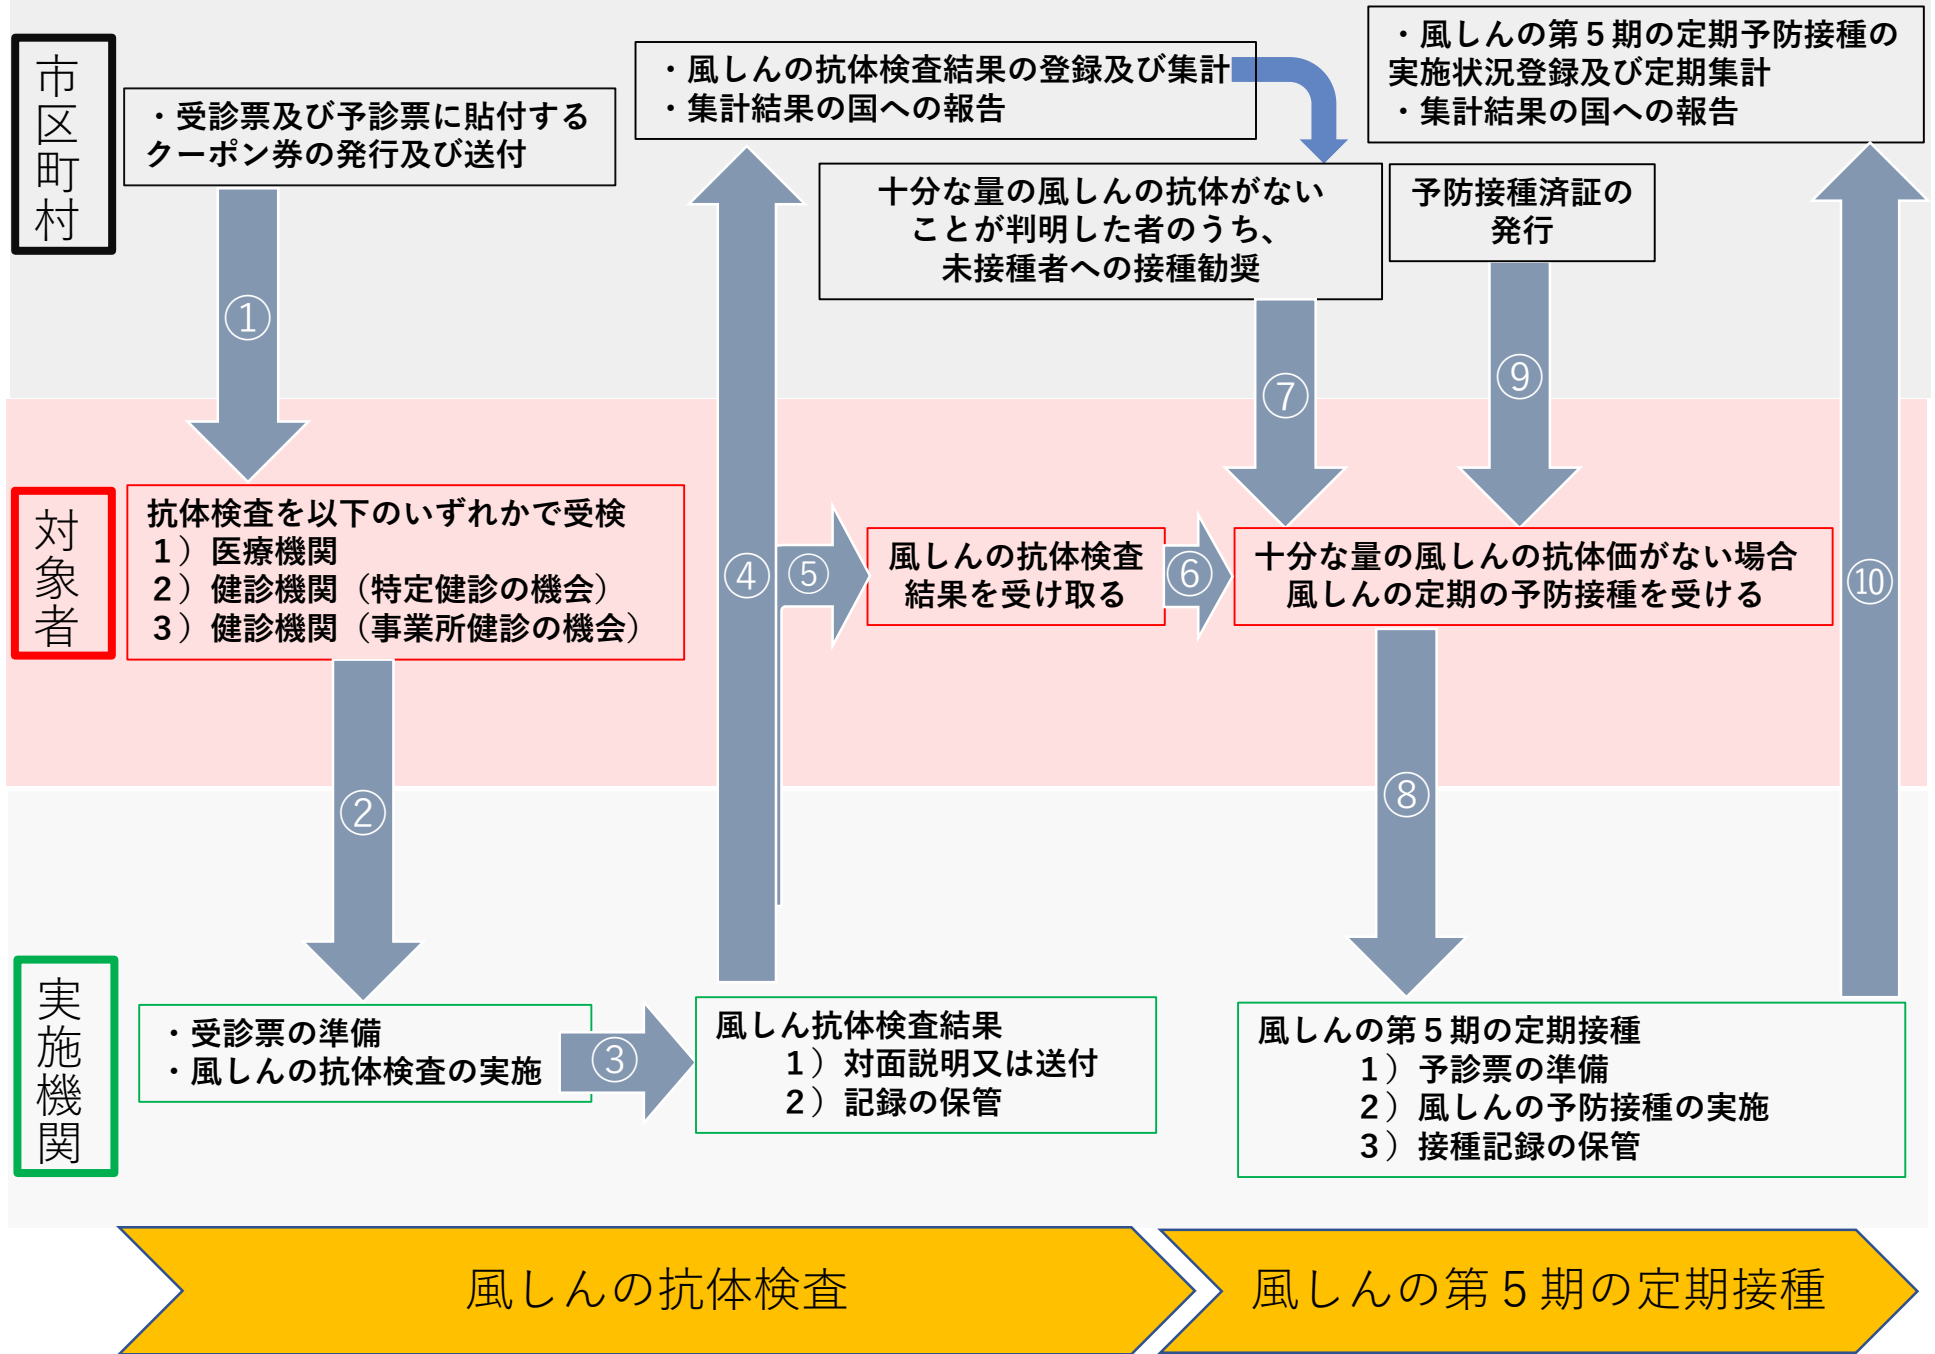 市区町村
・受診票及び予診票に貼付する
クーポン券の発行及び送付
・風しんの抗体検査結果の登録及び集計
・集計結果の国への報告
・風しんの第5期の定期予防接種の
実施状況登録及び定期集計
・集計結果の国への報告
十分な量の風しんの抗体がない
ことが判明した者のうち、
未接種者への接種勧奨
予防接種済証の
発行
①
⑦
⑨
対象者
抗体検査を以下のいずれかで受検
1）医療機関
2）健診機関（特定健診の機会）
3）健診機関（事業所健診の機会）
④
⑤
風しんの抗体検査
結果を受け取る
⑥
十分な量の風しんの抗体価がない場合
風しんの定期の予防接種を受ける
⑩
②
⑧
実施機関
・受診票の準備
・風しんの抗体検査の実施
③
風しん抗体検査結果
1）対面説明又は送付
2）記録の保管
風しんの第5期の定期接種
1）予診票の準備
2）風しんの予防接種の実施
3）接種記録の保管
風しんの抗体検査
風しんの第5期の定期接種